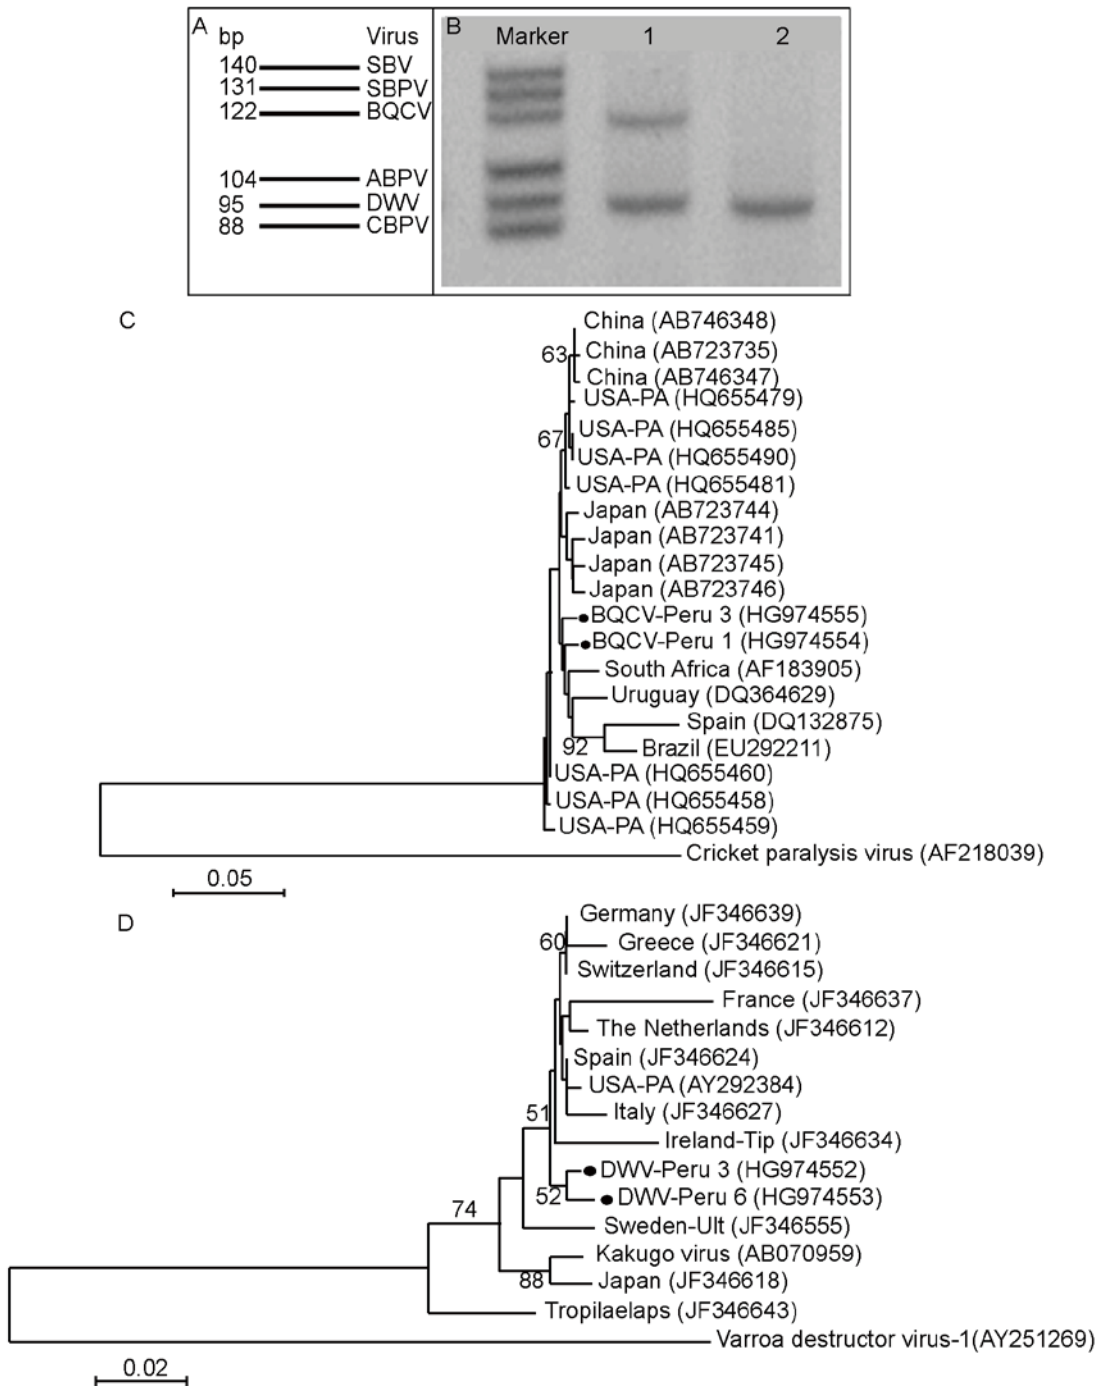 A
bp Virus
140 SBV
131 SBPV
122 BQCV
104 ABPV
95 DWV
88 CBPV
B
Marker 1 2
C
China (AB746348)
63 China (AB723735)
China (AB746347)
USA-PA (HQ655479)
67 USA-PA (HQ655485)
USA-PA (HQ655490)
USA-PA (HQ655481)
Japan (AB723744)
Japan (AB723741)
Japan (AB723745)
Japan (AB723746)
BQCV-Peru 3 (HG974555)
BQCV-Peru 1 (HG974554)
South Africa (AF183905)
Uruguay (DQ364629)
Spain (DQ132875)
92 Brazil (EU292211)
USA-PA (HQ655460)
USA-PA (HQ655458)
USA-PA (HQ655459)
Cricket paralysis virus (AF218039)
0.05
D
Germany (JF346639)
60 Greece (JF346621)
Switzerland (JF346615)
France (JF346637)
The Netherlands (JF346612)
Spain (JF346624)
USA-PA (AY292384)
51 Italy (JF346627)
Ireland-Tip (JF346634)
DWV-Peru 3 (HG974552)
52 DWV-Peru 6 (HG974553)
74
Sweden-Ult (JF346555)
Kakugo virus (AB070959)
88 Japan (JF346618)
Tropilaelaps (JF346643)
Varroa destructor virus-1(AY251269)
0.02